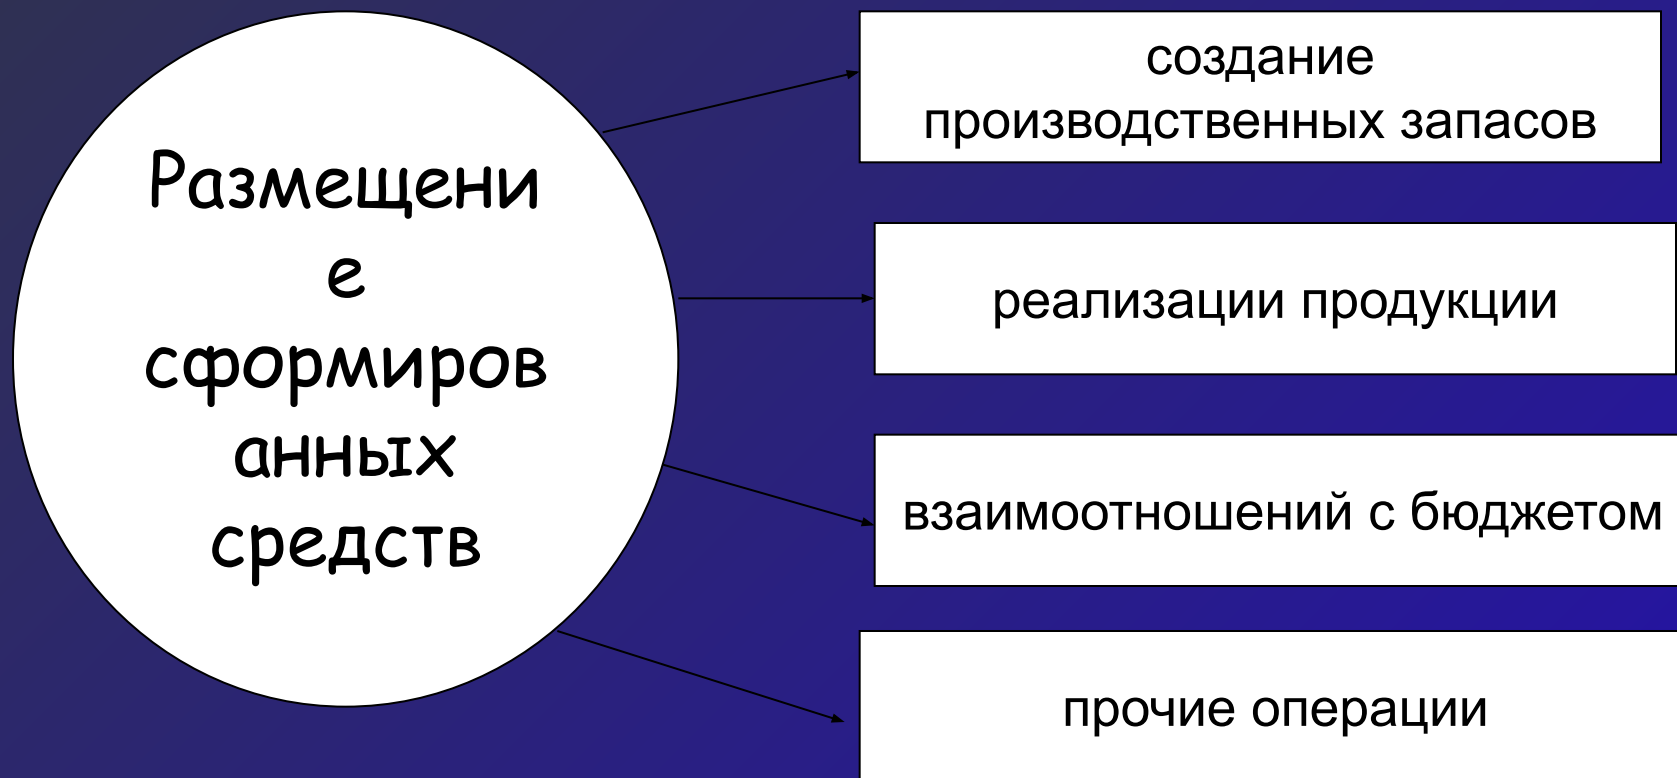 Размещени
е
сформиров
анных
средств
создание
производственных запасов
реализации продукции
взаимоотношений с бюджетом
прочие операции